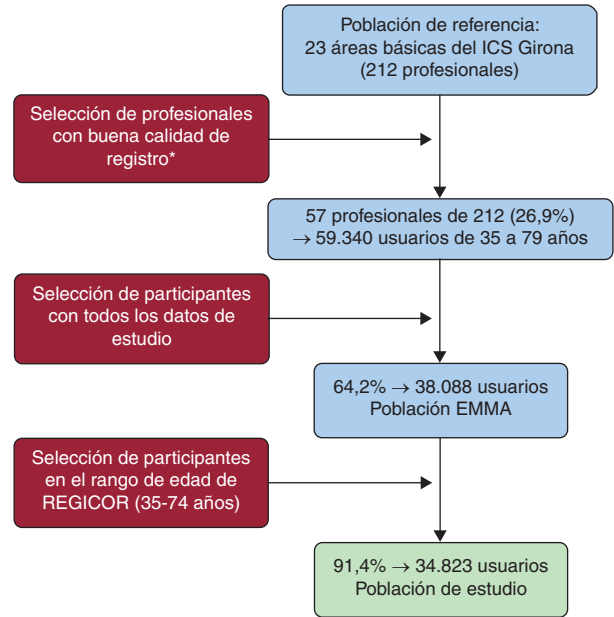 Población de referencia:
23 áreas básicas del ICS Girona
(212 profesionales)
Selección de profesionales
con buena calidad de
registro*
57 profesionales de 212 (26,9%)
→ 59.340 usuarios de 35 a 79 años
Selección de participantes
con todos los datos de
estudio
64,2% → 38.088 usuarios
Población EMMA
Selección de participantes
en el rango de edad de
REGICOR (35-74 años)
91,4% → 34.823 usuarios
Población de estudio